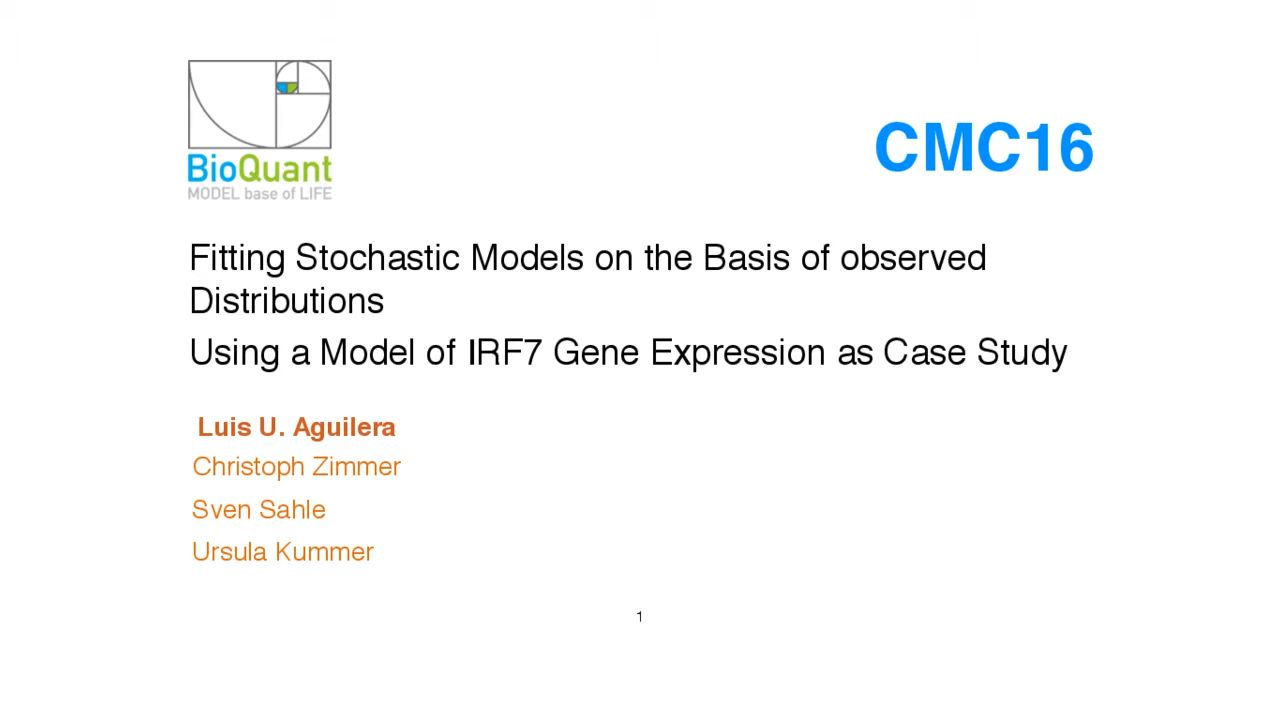 BioQuant
MODEL base of LIFE
CMC16
Fitting Stochastic Models on the Basis of observed
Distributions
Using a Model of IRF7 Gene Expression as Case Study
Luis U. Aguilera
Christoph Zimmer
Sven Sahle
Ursula Kummer
1